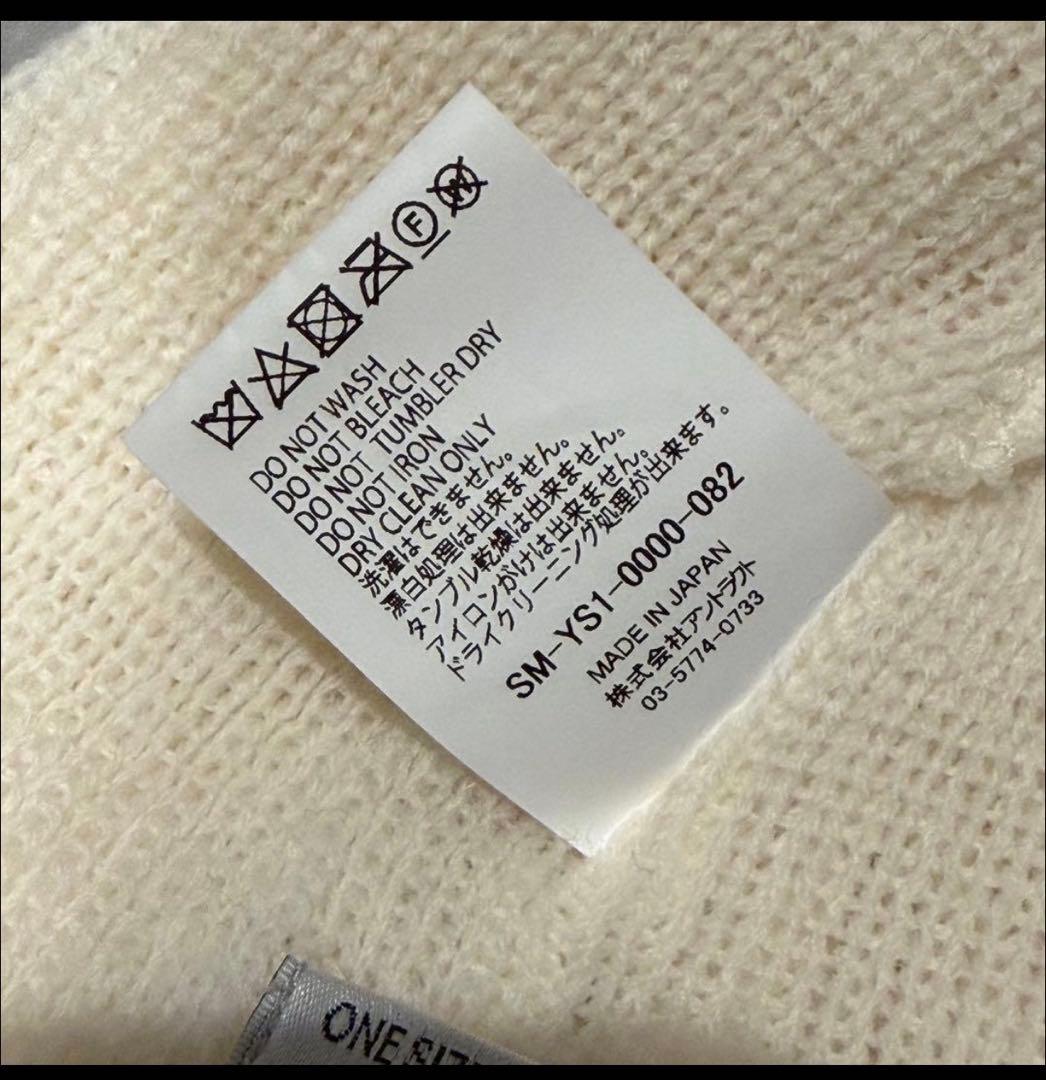 F
W
DO NOT WASH
DO NOT BLEACH
DO NOT TUMBLER DRY
DO NOT IRON
DRY CLEAN ONLY
洗濯はできません。
漂白処理は出来ません。
タンブル乾燥は出来ません。
アイロンがけは出来ません。
ドライクリーニング処理が出来ます。
SM-YS1-0000-082
MADE IN JAPAN
株式会社アントラクト
03-5774-0733
ONE